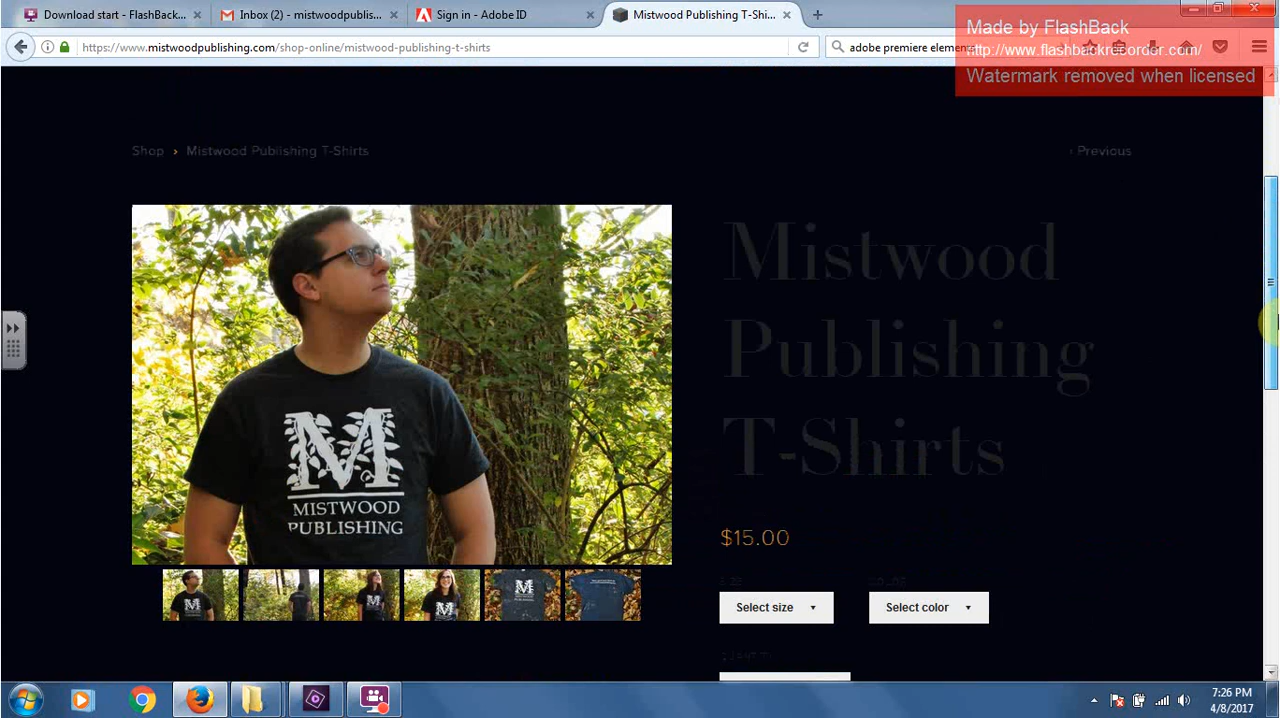 Download start - FlashBack...
Inbox (2) - mistwoodpublis...
Sign in - Adobe ID
Mistwood Publishing T-Shi...
https://www.mistwoodpublishing.com/shop-online/mistwood-publishing-t-shirts
adobe premiere elemen
Made by FlashBack
http://www.flashbackrecorder.com/
Watermark removed when licensed
Shop › Mistwood Publishing T-Shirts
‹ Previous
M
MISTWOOD
PUBLISHING
Mistwood
Publishing
T-Shirts
$15.00
SIZE
COLOR
Select size
Select color
7:26 PM
4/8/2017